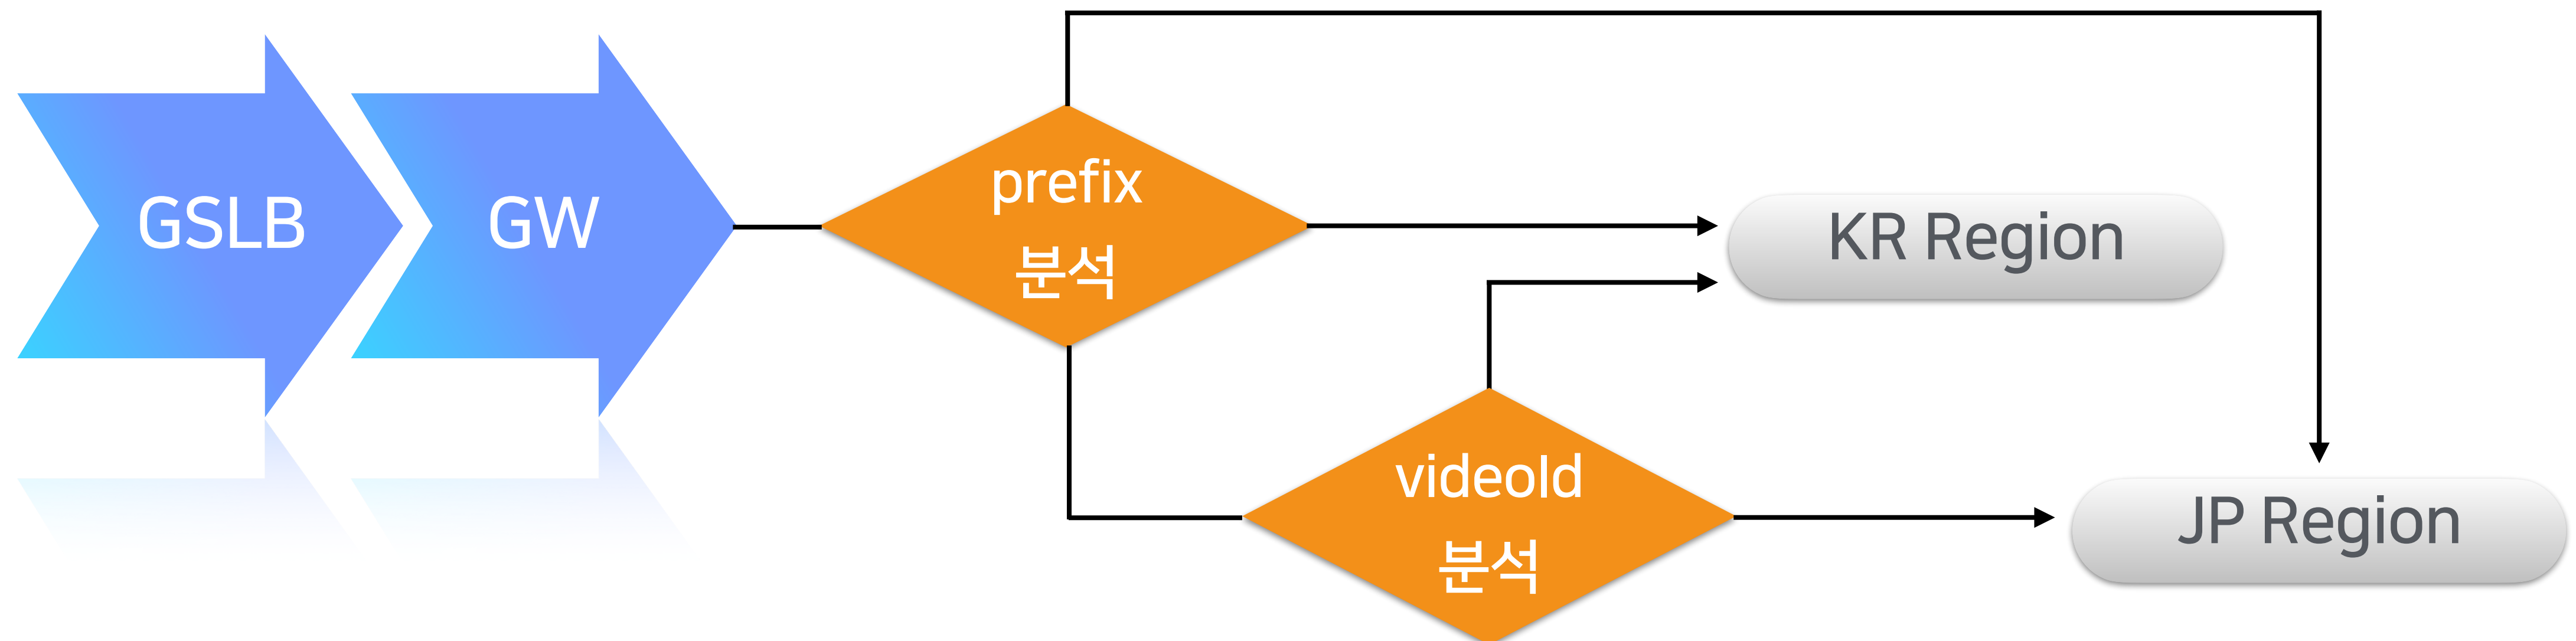 GSLB
GW
prefix
분석
KR Region
videoId
분석
JP Region